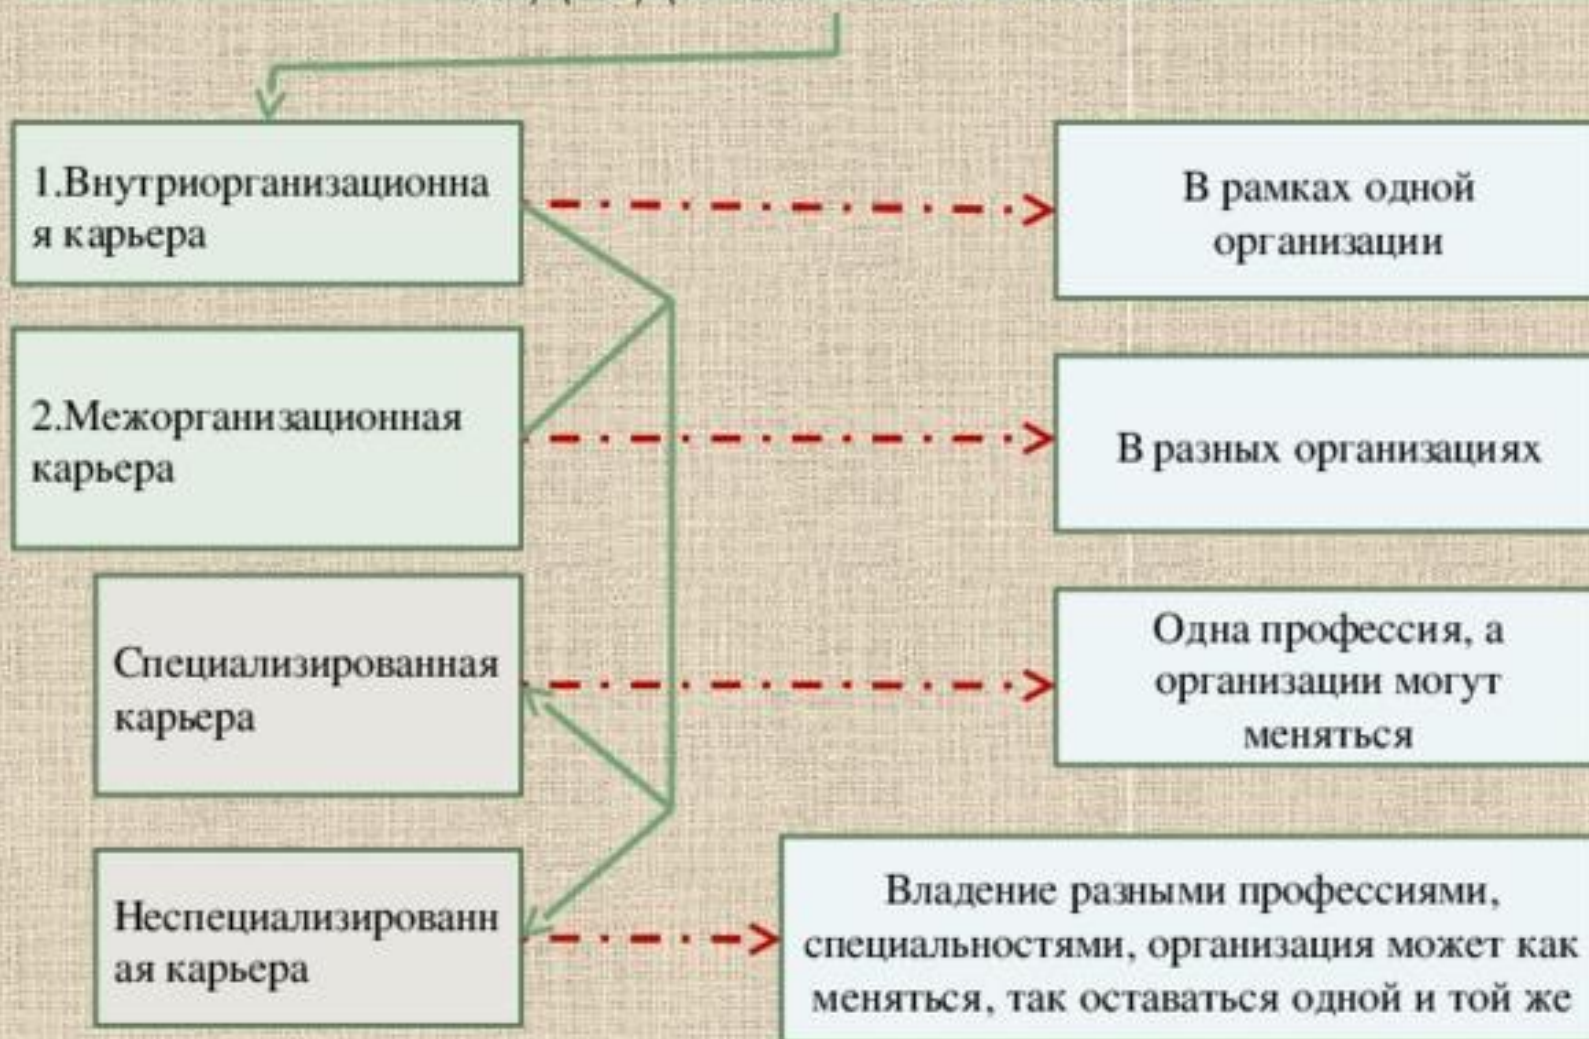 1.Внутриорганизационна
я карьера
В рамках одной
организации
2.Межорганизационная
карьера
В разных организациях
Специализированная
карьера
Одна профессия, а
организации могут
меняться
Неспециализированн
ая карьера
Владение разными профессиями,
специальностями, организация может как
меняться, так оставаться одной и той же